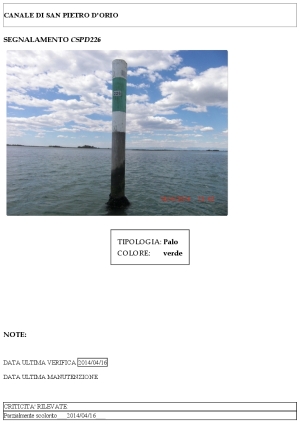 CANALE DI SAN PIETRO D'ORIO
SEGNALAMENTO CSPD226
TIPOLOGIA: Palo
COLORE: verde
NOTE:
DATA ULTIMA VERIFICA 2014/04/16
DATA ULTIMA MANUTENZIONE
CRITICITA' RILEVATE
Parzialmente scolorito 2014/04/16